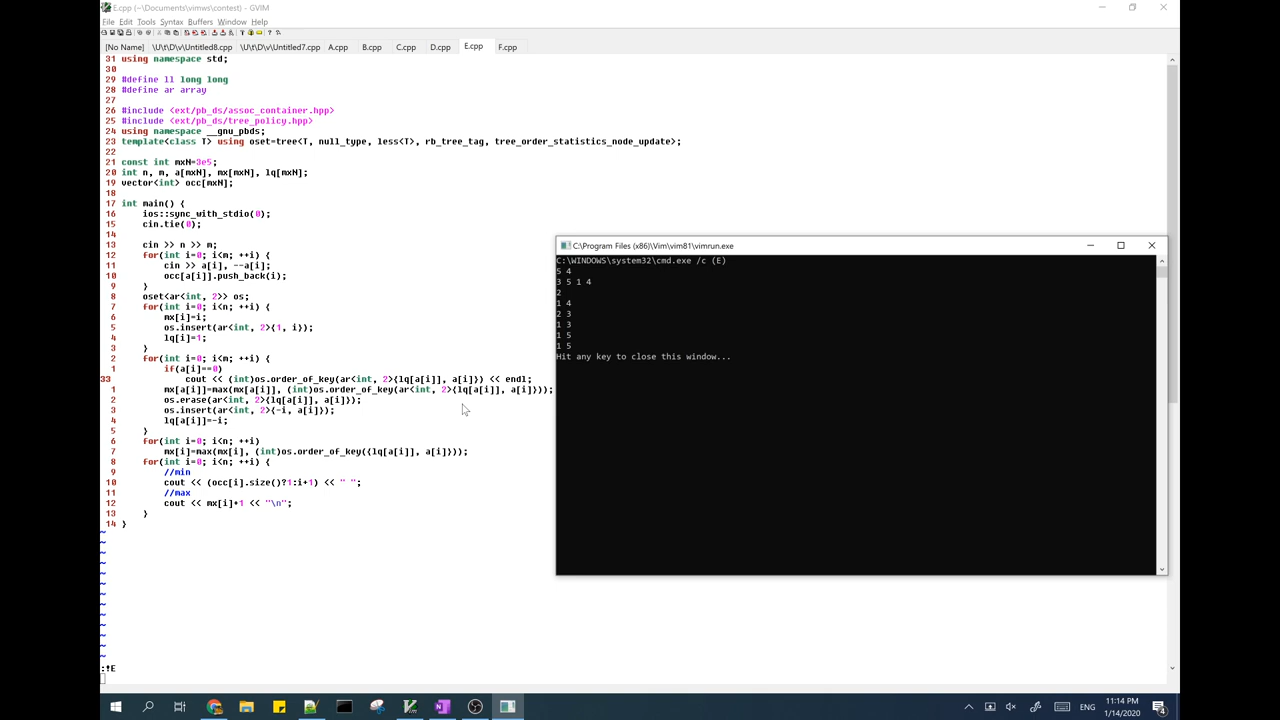 E.cpp (~\Documents\vimws\contest) - GVIM
File Edit Tools Syntax Buffers Window Help
[No Name] \U\t\D\v\Untitled8.cpp \U\t\D\v\Untitled7.cpp A.cpp B.cpp C.cpp D.cpp E.cpp F.cpp
31 using namespace std;
30
29 #define ll long long
28 #define ar array
27
26 #include <ext/pb_ds/assoc_container.hpp>
25 #include <ext/pb_ds/tree_policy.hpp>
24 using namespace __gnu_pbds;
23 template<class T> using oset=tree<T, null_type, less<T>, rb_tree_tag, tree_order_statistics_node_update>;
22
21 const int mxN=3e5;
20 int n, m, a[mxN], mx[mxN], lq[mxN];
19 vector<int> occ[mxN];
18
17 int main() {
16 ios::sync_with_stdio(0);
15 cin.tie(0);
14
13 cin >> n >> m;
12 for(int i=0; i<m; ++i) {
11 cin >> a[i], --a[i];
10 occ[a[i]].push_back(i);
9 }
8 oset<ar<int, 2>> os;
7 for(int i=0; i<n; ++i) {
6 mx[i]=i;
5 os.insert(ar<int, 2>{1, i});
4 lq[i]=1;
3 }
2 for(int i=0; i<m; ++i) {
1 if(a[i]==0)
33 cout << (int)os.order_of_key(ar<int, 2>{lq[a[i]], a[i]}) << endl;
1 mx[a[i]]=max(mx[a[i]], (int)os.order_of_key(ar<int, 2>{lq[a[i]], a[i]}));
2 os.erase(ar<int, 2>{lq[a[i]], a[i]});
3 os.insert(ar<int, 2>{-i, a[i]});
4 lq[a[i]]=-i;
5 }
6 for(int i=0; i<n; ++i)
7 mx[i]=max(mx[i], (int)os.order_of_key({lq[a[i]], a[i]}));
8 for(int i=0; i<n; ++i) {
9 //min
10 cout << (occ[i].size()?1:i+1) << " ";
11 //max
12 cout << mx[i]+1 << "\n";
13 }
14 }
~
~
~
~
~
~
~
~
~
~
~
~
~
:!E
C:\Program Files (x86)\Vim\vim81\vimrun.exe
C:\WINDOWS\system32\cmd.exe /c (E)
5 4
3 5 1 4
2
1 4
2 3
1 3
1 5
1 5
Hit any key to close this window...
11:14 PM
1/14/2020
4